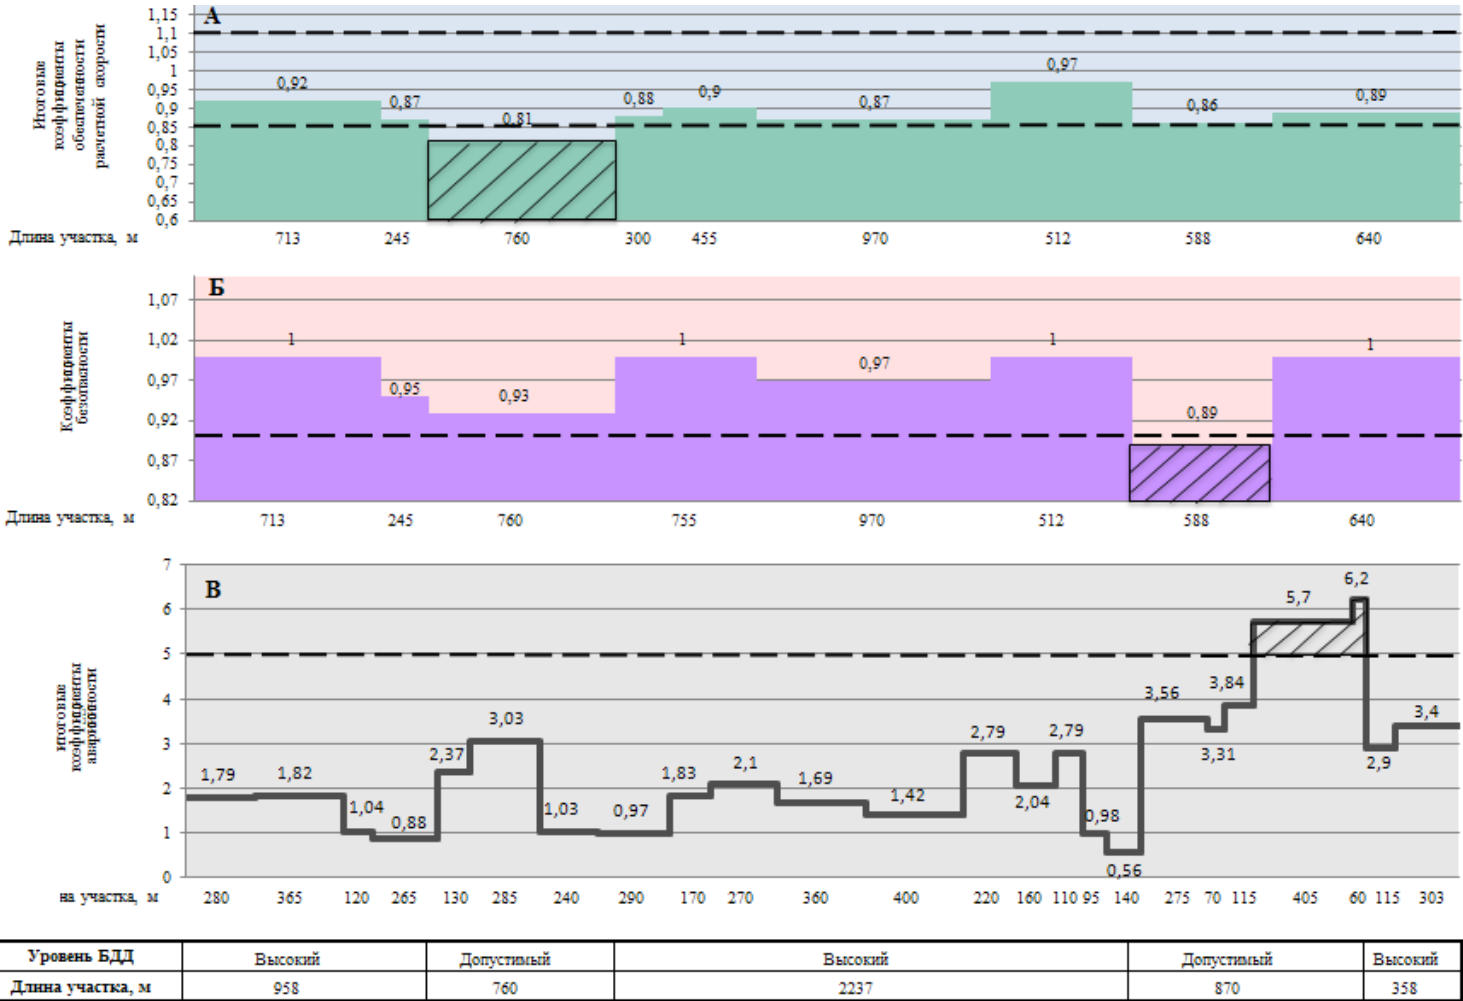 А
Итоговые
коэффициенты
обеспеченности
расчетной скорости
1,15
1,1
1,05
1
0,95
0,9
0,85
0,8
0,75
0,7
0,65
0,6
0,92 0,87 0,81 0,88 0,9 0,87 0,97 0,86 0,89
Длина участка, м 713 245 760 300 455 970 512 588 640
Б
Коэффициенты
безопасности
1,07
1,02
0,97
0,92
0,87
0,82
1 0,95 0,93 1 0,97 1 0,89 1
Длина участка, м 713 245 760 755 970 512 588 640
В
итоговые
коэффициенты
аварийности
7
6
5
4
3
2
1
0
1,79 1,82 1,04 0,88 2,37 3,03 1,03 0,97 1,83 2,1 1,69 1,42 2,79 2,04 2,79 0,98 0,56 3,56 3,31 3,84 5,7 6,2 2,9 3,4
на участка, м 280 365 120 265 130 285 240 290 170 270 360 400 220 160 110 95 140 275 70 115 405 60 115 303
Уровень БДД Высокий Допустимый Высокий Допустимый Высокий
Длина участка, м 958 760 2237 870 358